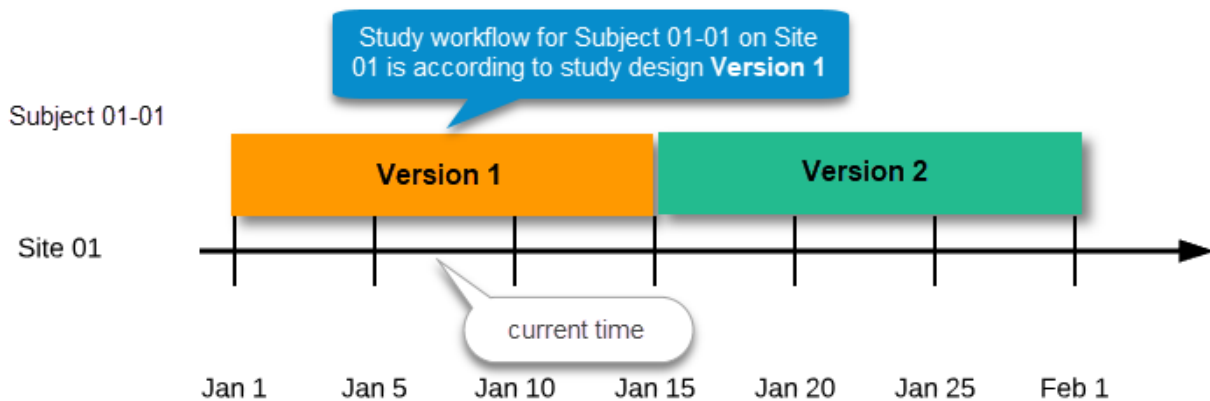 Study workflow for Subject 01-01 on Site
01 is according to study design Version 1
Subject 01-01
Version 1
Version 2
Site 01
current time
Jan 1
Jan 5
Jan 10
Jan 15
Jan 20
Jan 25
Feb 1